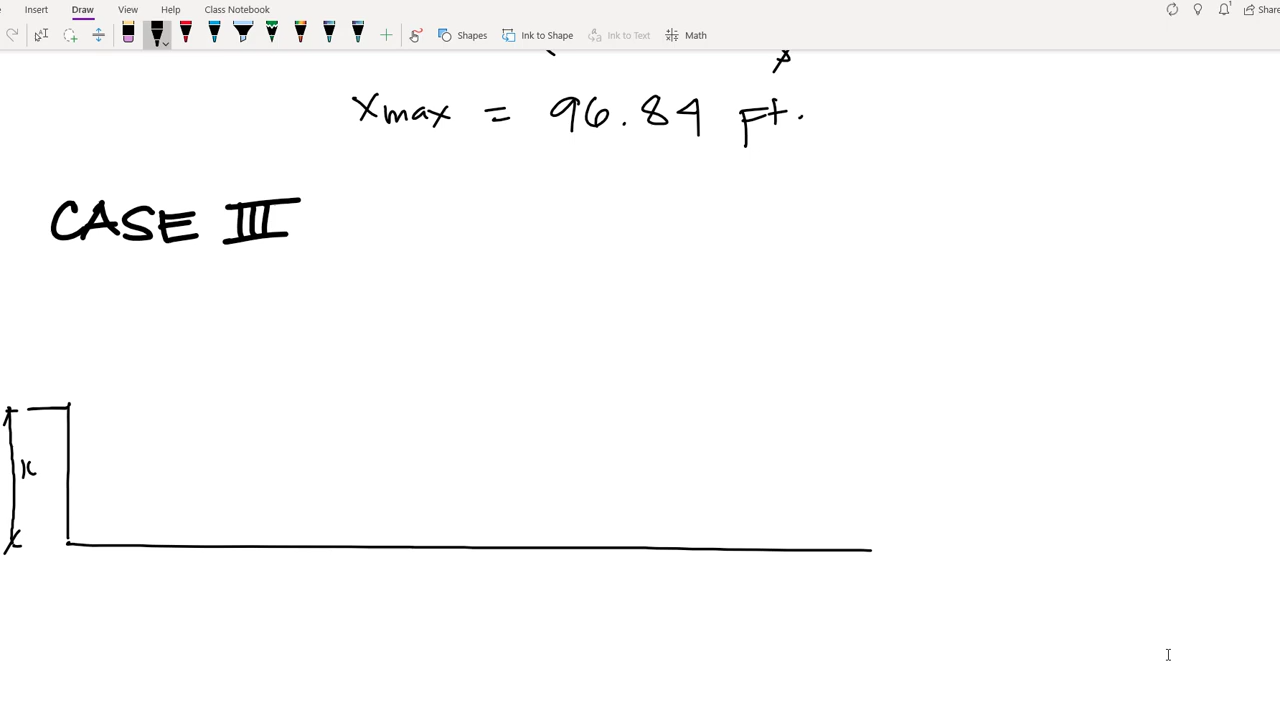 Insert Draw View Help Class Notebook Share
Shapes Ink to Shape Ink to Text Math
xmax = 96.84 Ft.
CASE III